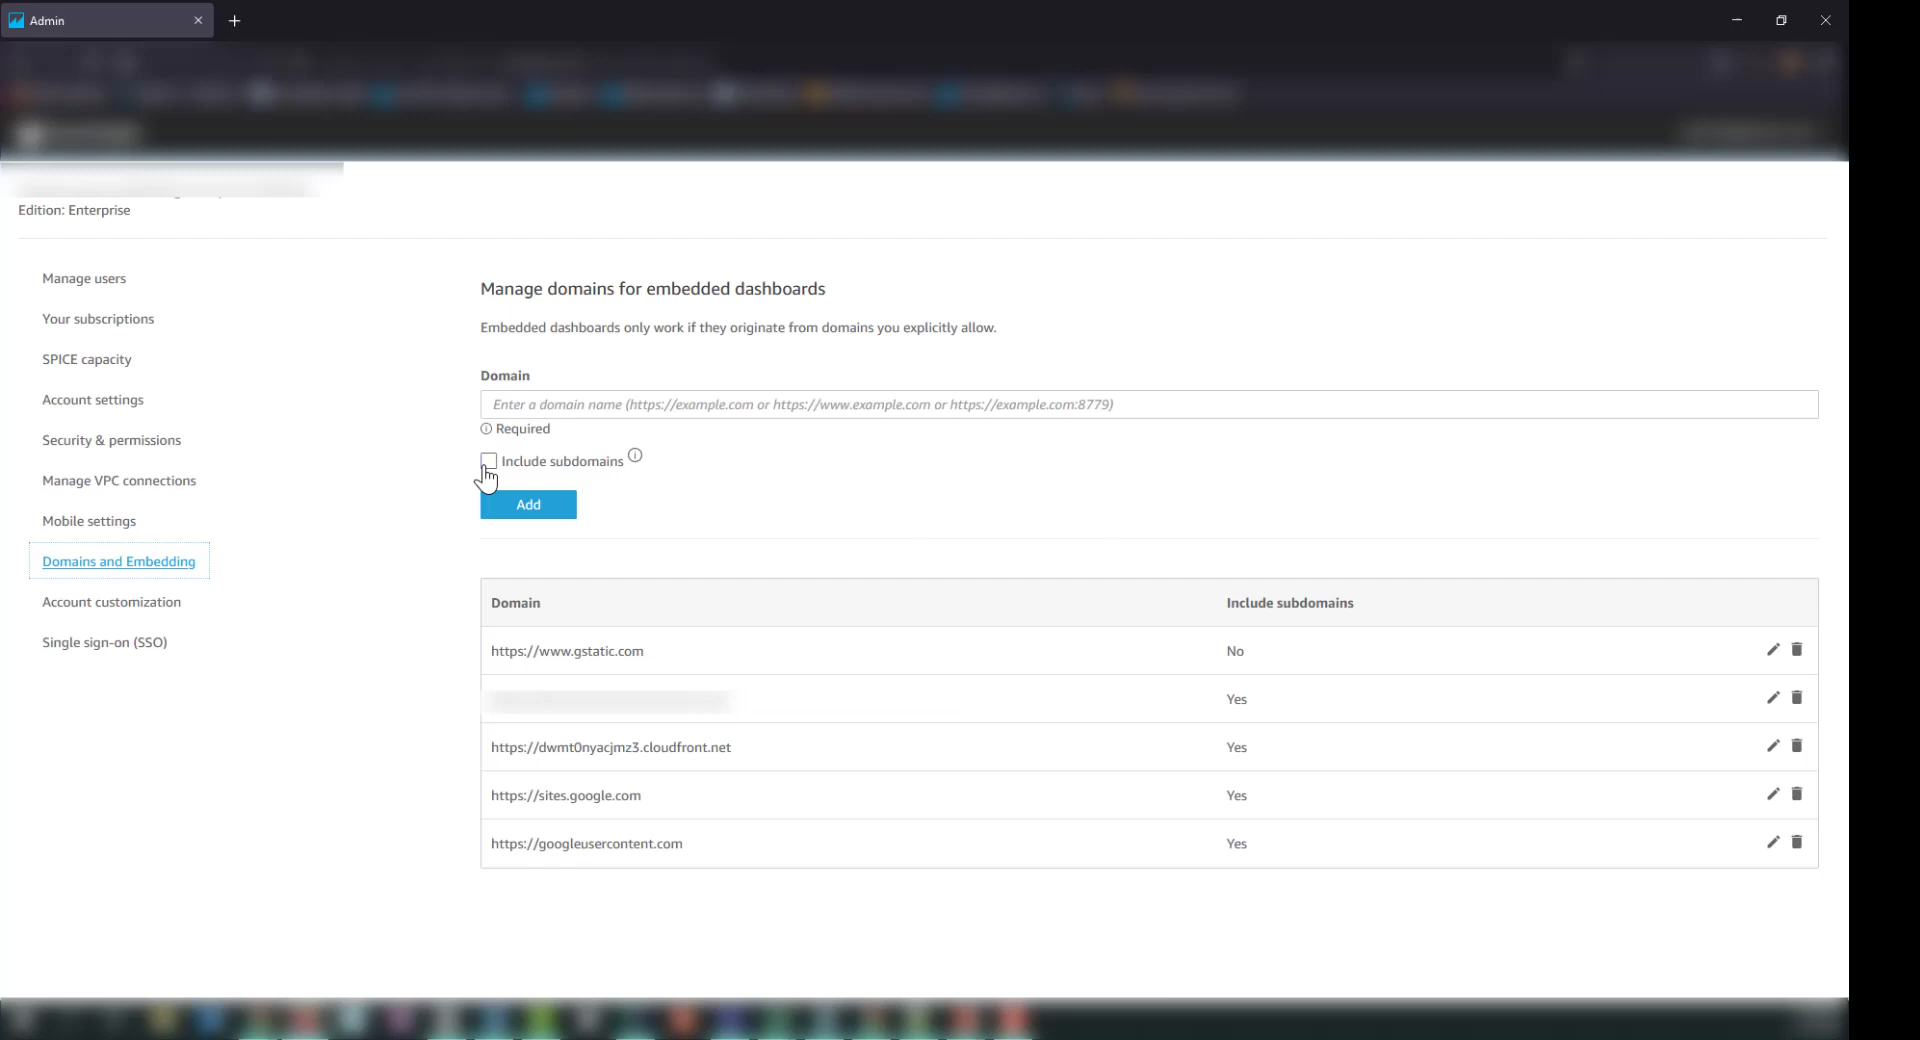 Admin
Edition: Enterprise
Manage users
Your subscriptions
SPICE capacity
Account settings
Security & permissions
Manage VPC connections
Mobile settings
Domains and Embedding
Account customization
Single sign-on (SSO)
Manage domains for embedded dashboards
Embedded dashboards only work if they originate from domains you explicitly allow.
Domain
Enter a domain name (https://example.com or https://www.example.com or https://example.com:8779)
Required
Include subdomains
Add
Domain Include subdomains
https://www.gstatic.com No
Yes
https://dwmt0nyacjmz3.cloudfront.net Yes
https://sites.google.com Yes
https://googleusercontent.com Yes